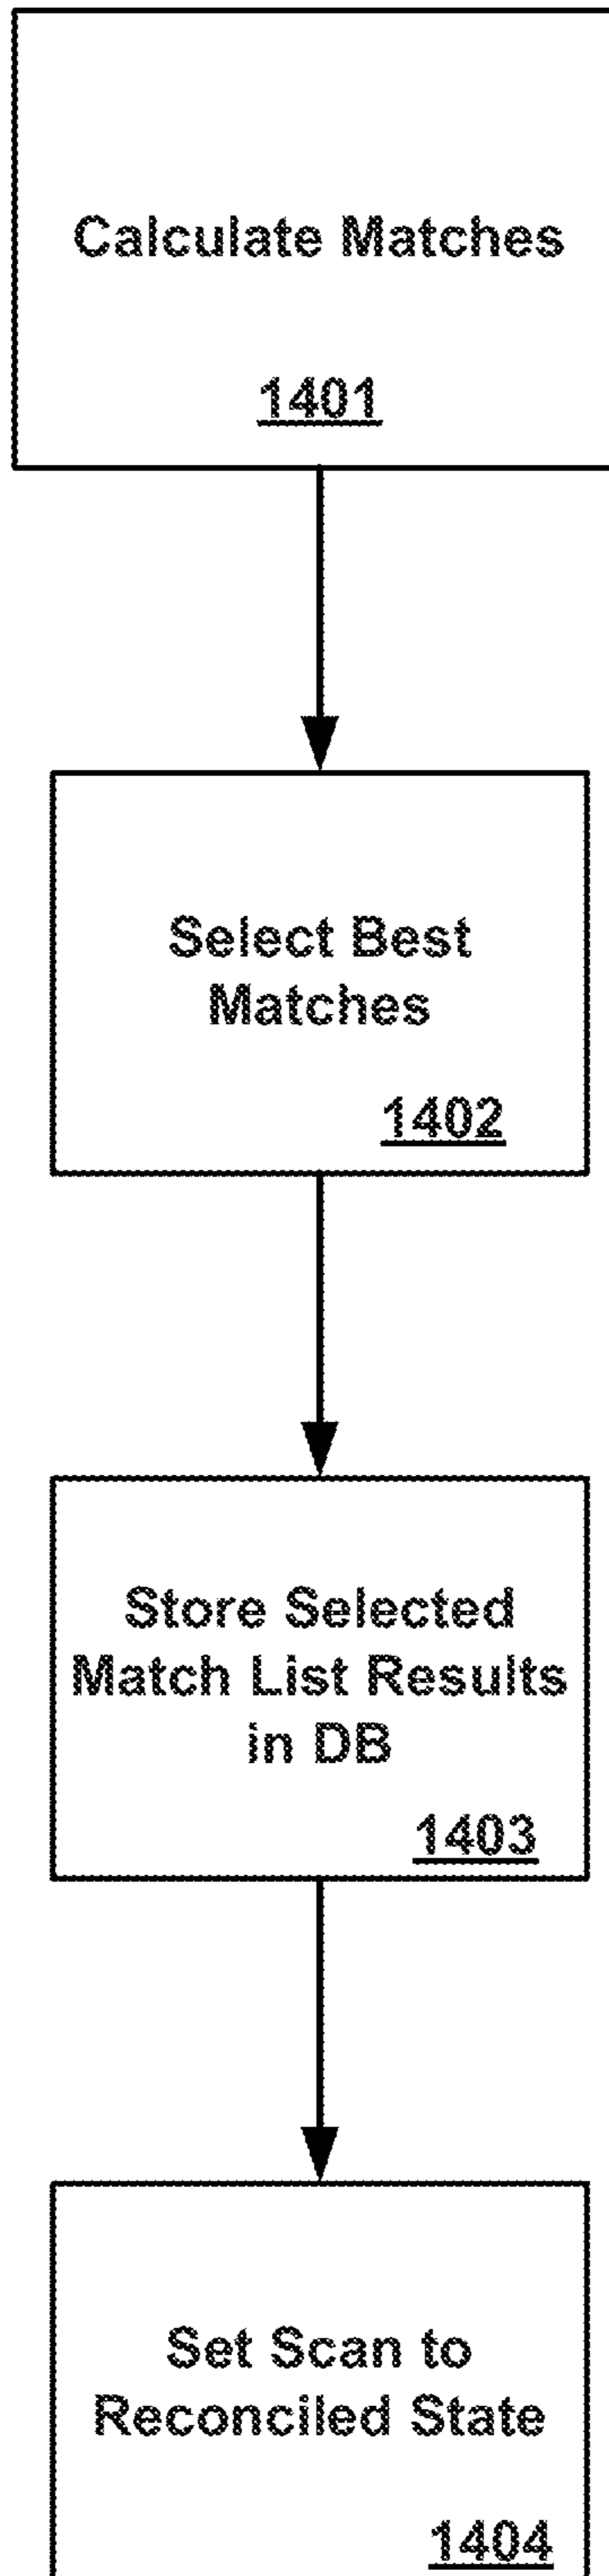 Calculate Matches
1401
Select Best
Matches
1402
Store Selected
Match List Results
in DB
1403
Set Scan to
Reconciled State
1404